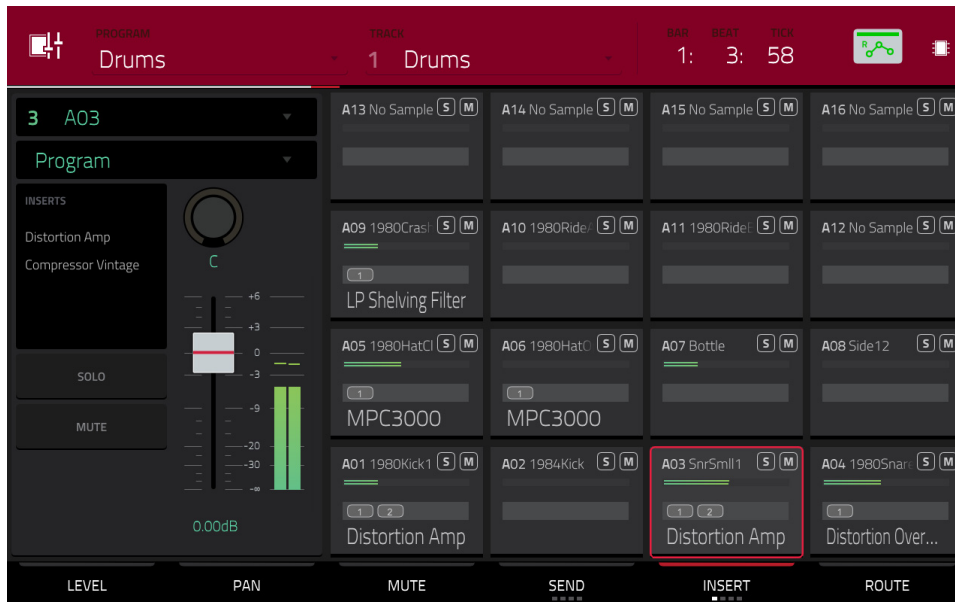 PROGRAM
Drums
TRACK
1 Drums
BAR BEAT TICK
1: 3: 58
R
3 A03
Program
INSERTS
Distortion Amp
Compressor Vintage
C
+6
+3
0
-3
-9
-20
-30
-∞
0.00dB
SOLO
MUTE
A13 No Sample S M
A14 No Sample S M
A15 No Sample S M
A16 No Sample S M
A09 1980Crash S M
1
LP Shelving Filter
A10 1980Ride S M
A11 1980Ride S M
A12 No Sample S M
A05 1980HatCl S M
1
MPC3000
A06 1980HatO S M
1
MPC3000
A07 Bottle S M
A08 Side12 S M
A01 1980Kick1 S M
1 2
Distortion Amp
A02 1984Kick S M
A03 SnrSmll1 S M
1 2
Distortion Amp
A04 1980Snar S M
1
Distortion Over...
LEVEL PAN MUTE SEND INSERT ROUTE